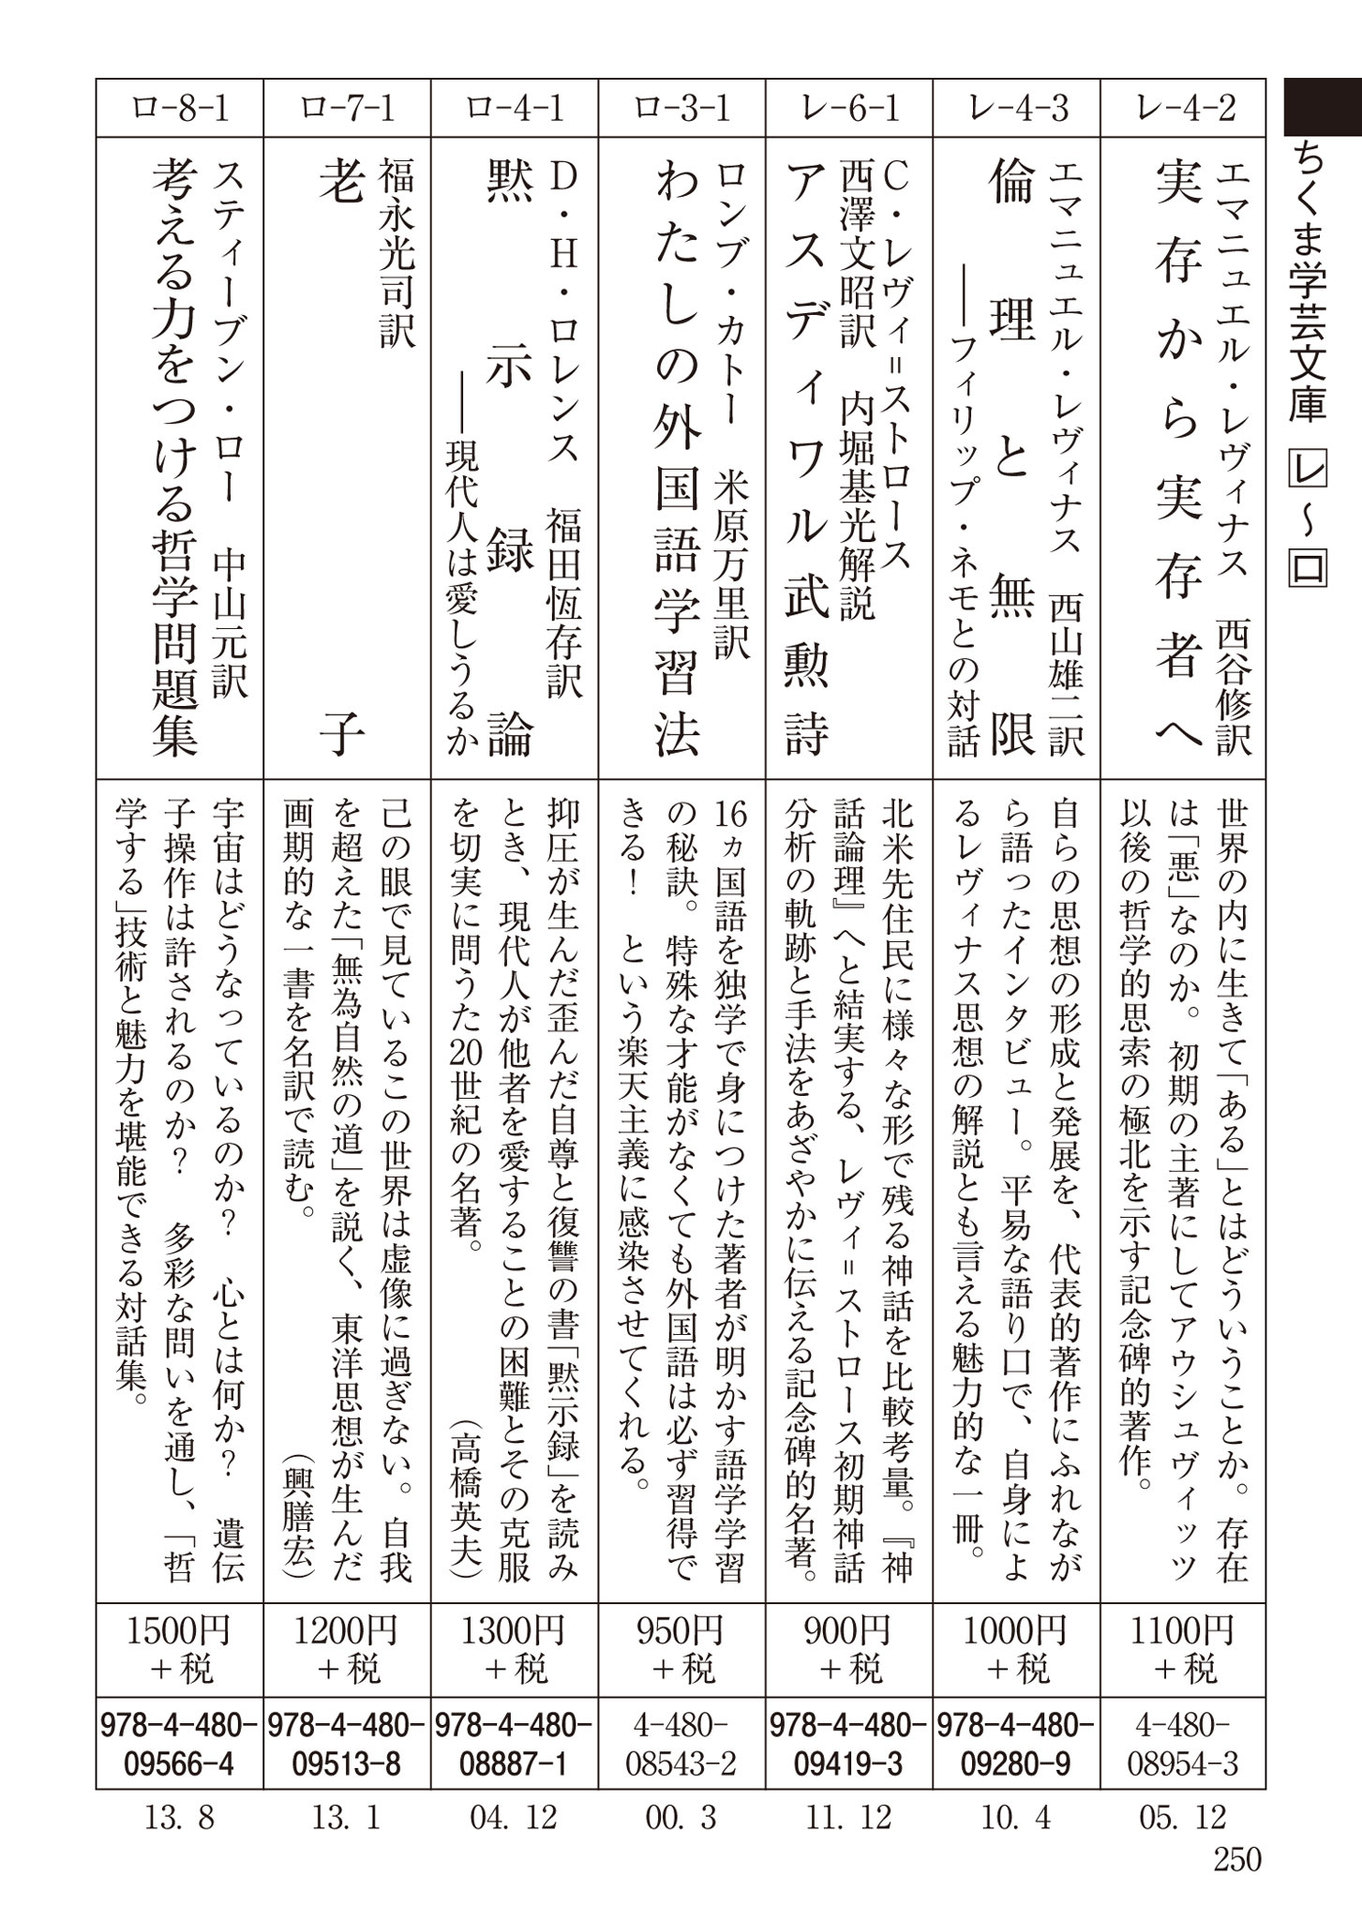 ちくま学芸文庫 レ～ロ
レ-4-2
エマニュエル・レヴィナス 西谷修訳
実存から実存者へ
世界の内に生きて「ある」とはどういうことか。存在
は「悪」なのか。初期の主著にしてアウシュヴィッツ
以後の哲学的思索の極北を示す記念碑的著作。
1100円
＋税
4-480-
08954-3
05. 12
レ-4-3
エマニュエル・レヴィナス 西山雄二訳
倫理と無限
――フィリップ・ネモとの対話
自らの思想の形成と発展を、代表的著作にふれなが
ら語ったインタビュー。平易な語り口で、自身によ
るレヴィナス思想の解説とも言える魅力的な一冊。
1000円
＋税
978-4-480-
09280-9
10. 4
レ-6-1
C・レヴィ＝ストロース
西澤文昭訳 内堀基光解説
アスディワル武勲詩
北米先住民に様々な形で残る神話を比較考量。『神
話論理』へと結実する、レヴィ＝ストロース初期神話
分析の軌跡と手法をあざやかに伝える記念碑的名著。
900円
＋税
978-4-480-
09419-3
11. 12
ロ-3-1
ロンブ・カトー 米原万里訳
わたしの外国語学習法
16ヵ国語を独学で身につけた著者が明かす語学学習
の秘訣。特殊な才能がなくても外国語は必ず習得で
きる！ という楽天主義に感染させてくれる。
950円
＋税
4-480-
08543-2
00. 3
ロ-4-1
D・H・ロレンス 福田恆存訳
黙示録論
――現代人は愛しうるか
抑圧が生んだ歪んだ自尊と復讐の書「黙示録」を読み
とき、現代人が他者を愛することの困難とその克服
を切実に問うた20世紀の名著。（高橋英夫）
1300円
＋税
978-4-480-
08887-1
04. 12
ロ-7-1
福永光司訳
老子
己の眼で見ているこの世界は虚像に過ぎない。自我
を超えた「無為自然の道」を説く、東洋思想が生んだ
画期的な一書を名訳で読む。（興膳宏）
1200円
＋税
978-4-480-
09513-8
13. 1
ロ-8-1
スティーブン・ロー 中山元訳
考える力をつける哲学問題集
宇宙はどうなっているのか？ 心とは何か？ 遺伝
子操作は許されるのか？ 多彩な問いを通し、「哲
学する」技術と魅力を堪能できる対話集。
1500円
＋税
978-4-480-
09566-4
13. 8
250